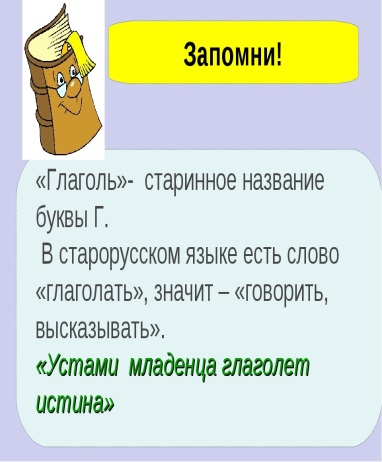 Запомни!
«Глаголь»-  старинное название
буквы Г.
В старорусском языке есть слово
«глаголать», значит – «говорить,
высказывать».
«Устами  младенца глаголет
истина»